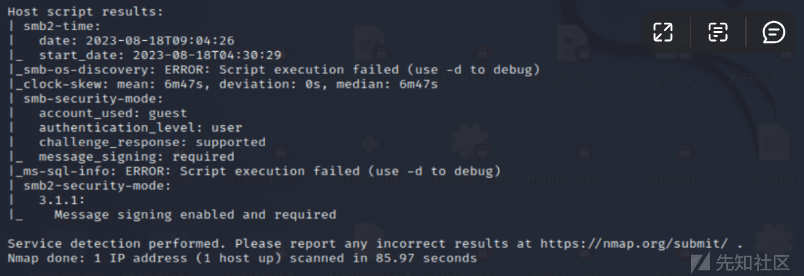 Host script results:
| smb2-time:
|   date: 2023-08-18T09:04:26
|_  start_date: 2023-08-18T04:30:29
|_smb-os-discovery: ERROR: Script execution failed (use -d to debug)
|_clock-skew: mean: 6m47s, deviation: 0s, median: 6m47s
| smb-security-mode:
|   account_used: guest
|   authentication_level: user
|   challenge_response: supported
|_  message_signing: required
|_ms-sql-info: ERROR: Script execution failed (use -d to debug)
| smb2-security-mode:
|   3.1.1:
|_    Message signing enabled and required
Service detection performed. Please report any incorrect results at https://nmap.org/submit/ .
Nmap done: 1 IP address (1 host up) scanned in 85.97 seconds
先知社区